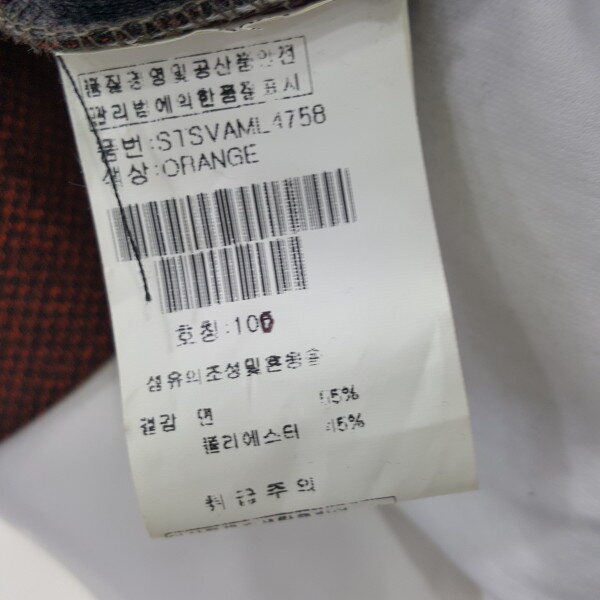 품질경영및공산품안전
관리법에의한품질표시
품번:STSVAML4758
색상:ORANGE
호칭:10
섬유의조성및혼용율
겉감 면 %
폴리에스터 45%
취급주의